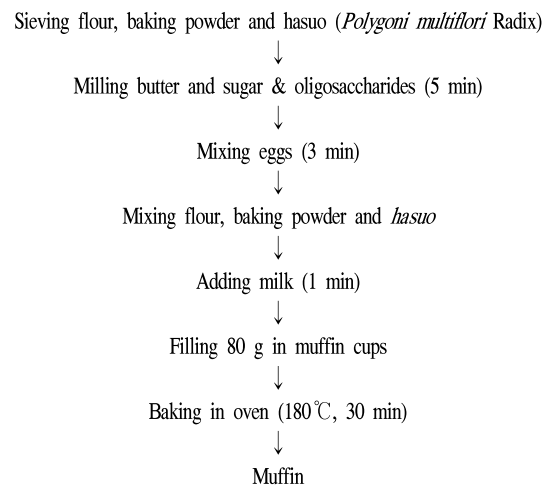 Sieving flour, baking powder and hasuo (Polygoni multiflori Radix)
↓
Milling butter and sugar & oligosaccharides (5 min)
↓
Mixing eggs (3 min)
↓
Mixing flour, baking powder and hasuo
↓
Adding milk (1 min)
↓
Filling 80 g in muffin cups
↓
Baking in oven (180℃, 30 min)
↓
Muffin